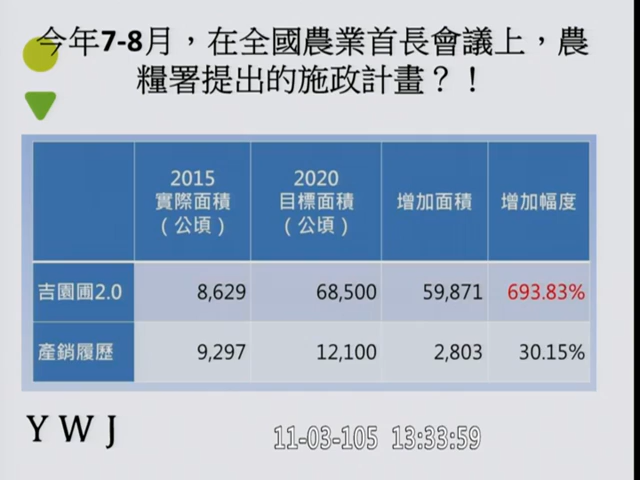 今年7-8月，在全國農業首長會議上，農
糧署提出的施政計畫？！
2015 實際面積 （公頃） 2020 目標面積 （公頃） 增加面積 增加幅度
吉園圃2.0 8,629 68,500 59,871 693.83%
產銷履歷 9,297 12,100 2,803 30.15%
Y W J
11-03-105 13:33:59